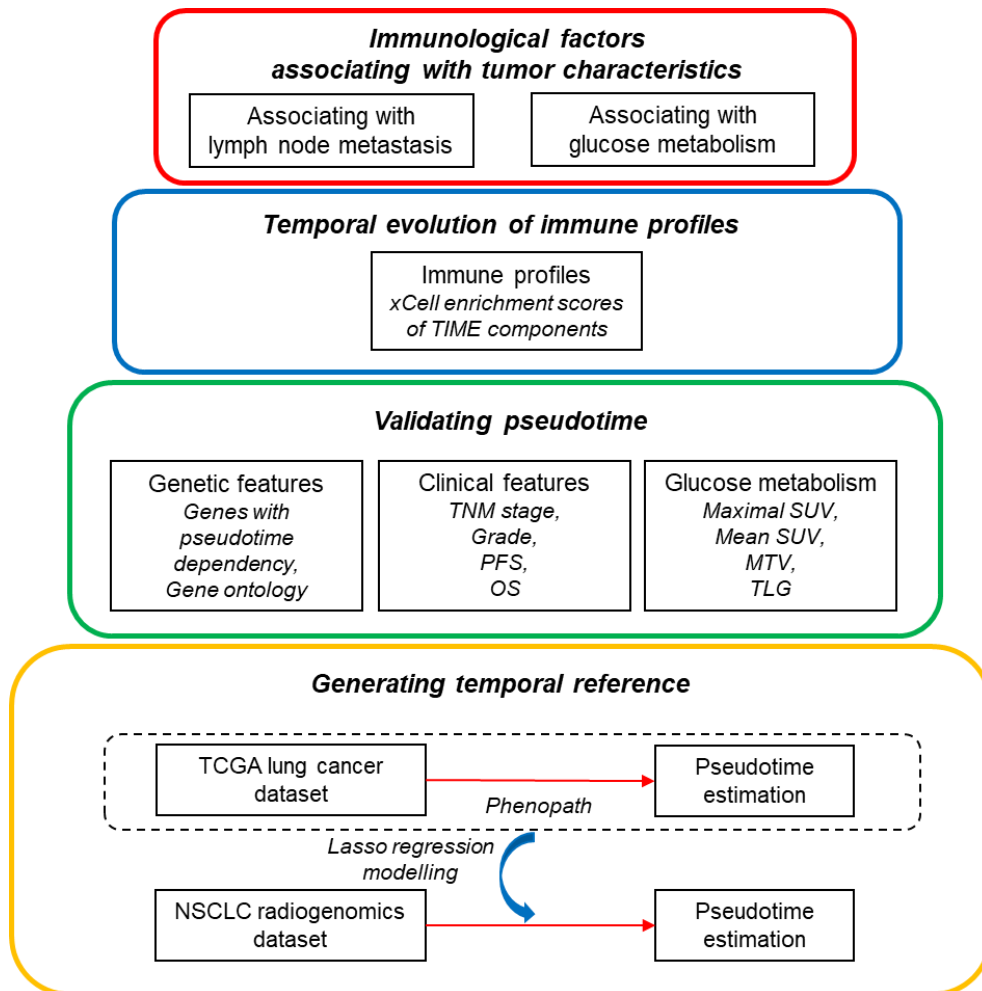 Immunological factors
associating with tumor characteristics
Associating with
lymph node metastasis
Associating with
glucose metabolism
Temporal evolution of immune profiles
Immune profiles
xCell enrichment scores
of TIME components
Validating pseudotime
Genetic features
Genes with
pseudotime
dependency,
Gene ontology
Clinical features
TNM stage,
Grade,
PFS,
OS
Glucose metabolism
Maximal SUV,
Mean SUV,
MTV,
TLG
Generating temporal reference
TCGA lung cancer
dataset
Phenopath
Pseudotime
estimation
Lasso regression
modelling
NSCLC radiogenomics
dataset
Pseudotime
estimation